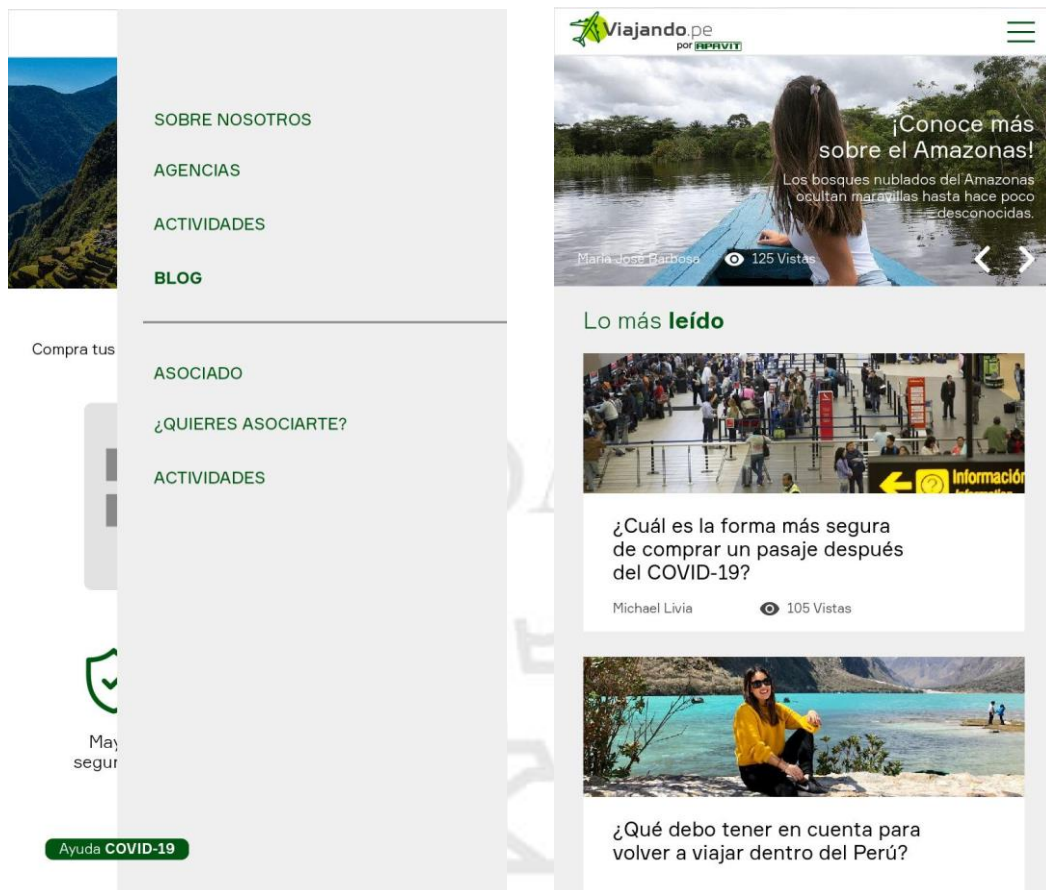 SOBRE NOSOTROS
AGENCIAS
ACTIVIDADES
BLOG
Compra tus
ASOCIADO
¿QUIERES ASOCIARTE?
ACTIVIDADES
May
segur
Ayuda COVID-19
Viajando.pe
por APAVIT
¡Conoce más
sobre el Amazonas!
Los bosques nublados del Amazonas
ocultan maravillas hasta hace poco
desconocidas.
Maria José Barbosa 125 Vistas
Lo más leído
Información
¿Cuál es la forma más segura
de comprar un pasaje después
del COVID-19?
Michael Livia 105 Vistas
¿Qué debo tener en cuenta para
volver a viajar dentro del Perú?